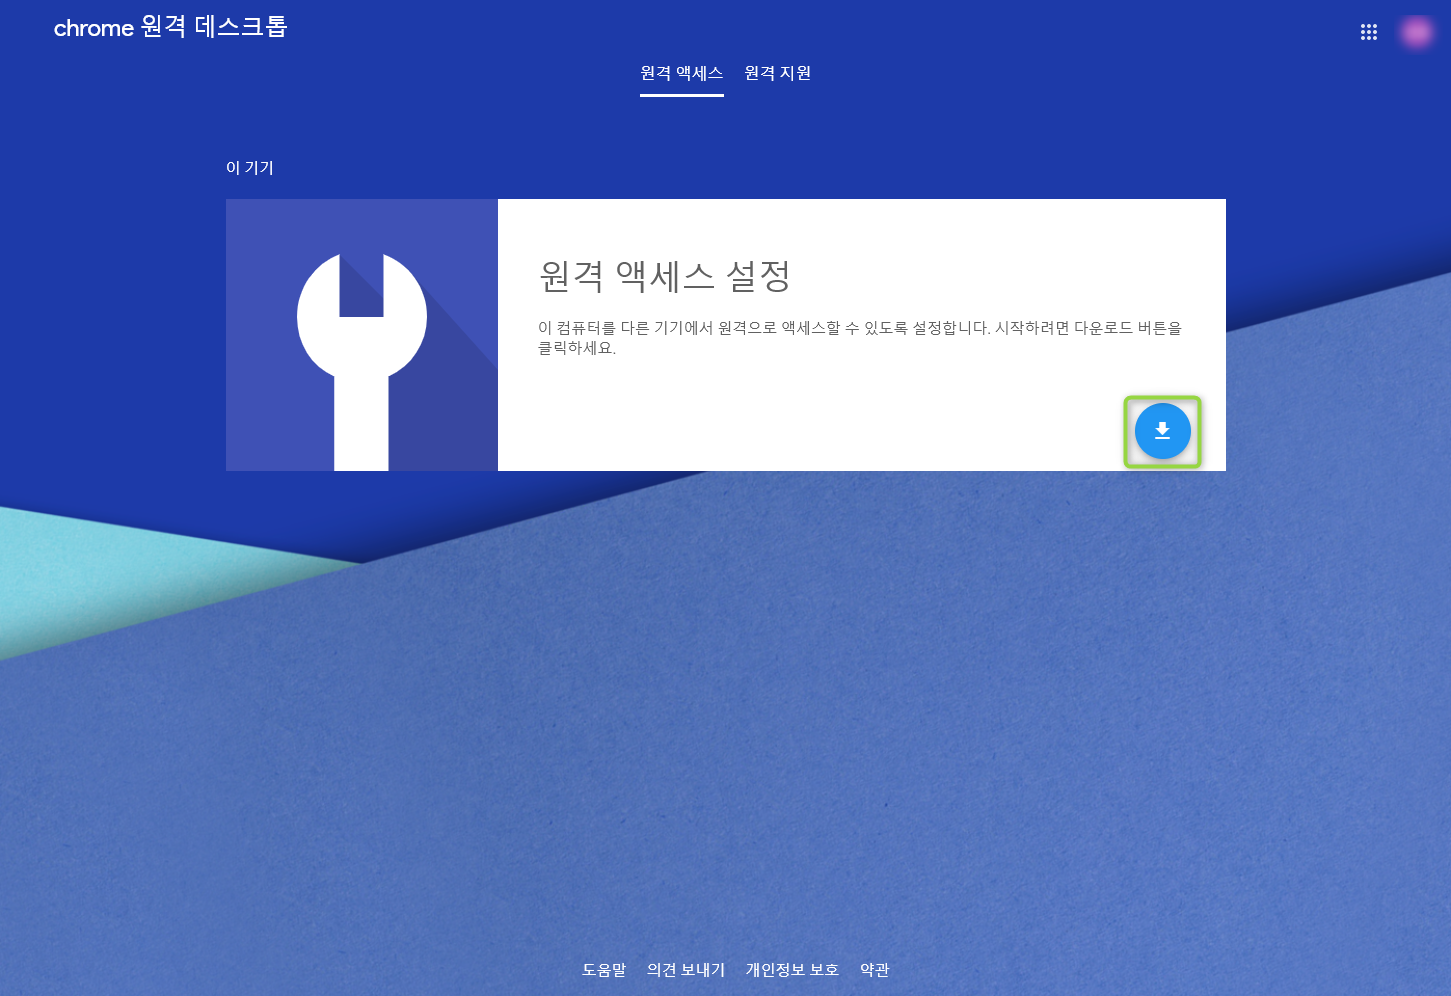 chrome 원격 데스크톱
원격 액세스 원격 지원
이 기기
원격 액세스 설정
이 컴퓨터를 다른 기기에서 원격으로 액세스할 수 있도록 설정합니다. 시작하려면 다운로드 버튼을
클릭하세요.
도움말 의견 보내기 개인정보 보호 약관